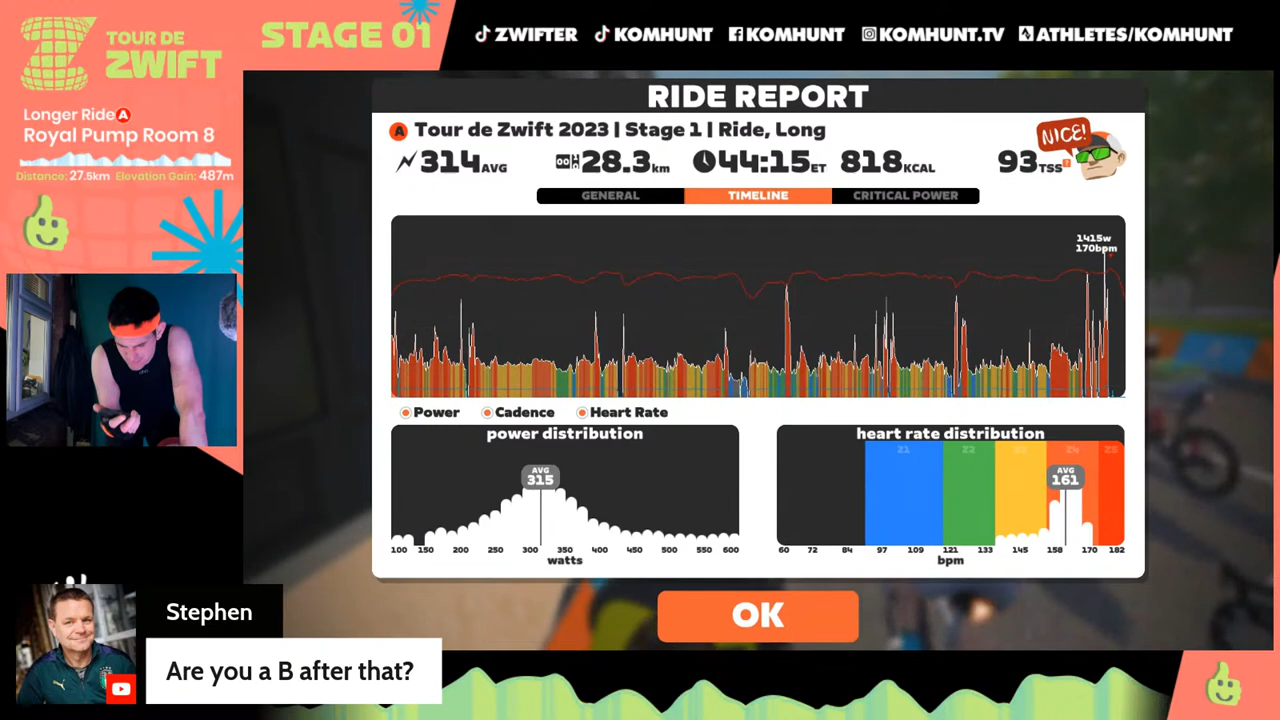 TOUR DE
ZWIFT
STAGE 01
ZWIFTER KOMHUNT KOMHUNT KOMHUNT.TV ATHLETES/KOMHUNT
Longer Ride A
Royal Pump Room 8
Distance: 27.5km Elevation Gain: 487m
RIDE REPORT
A Tour de Zwift 2023 | Stage 1 | Ride, Long
NICE!
314AVG 28.3km 44:15ET 818KCAL 93TSS
GENERAL TIMELINE CRITICAL POWER
1415w
170bpm
Power Cadence Heart Rate
power distribution
AVG
315
100 150 200 250 300 350 400 450 500 550 600
watts
heart rate distribution
Z1 Z2 Z3 Z4 Z5
AVG
161
60 72 84 97 109 121 133 145 158 170 182
bpm
OK
Stephen
Are you a B after that?